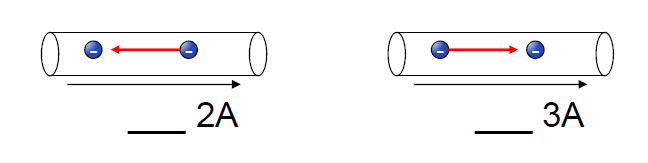 - -
- -
___ 2A
___ 3A